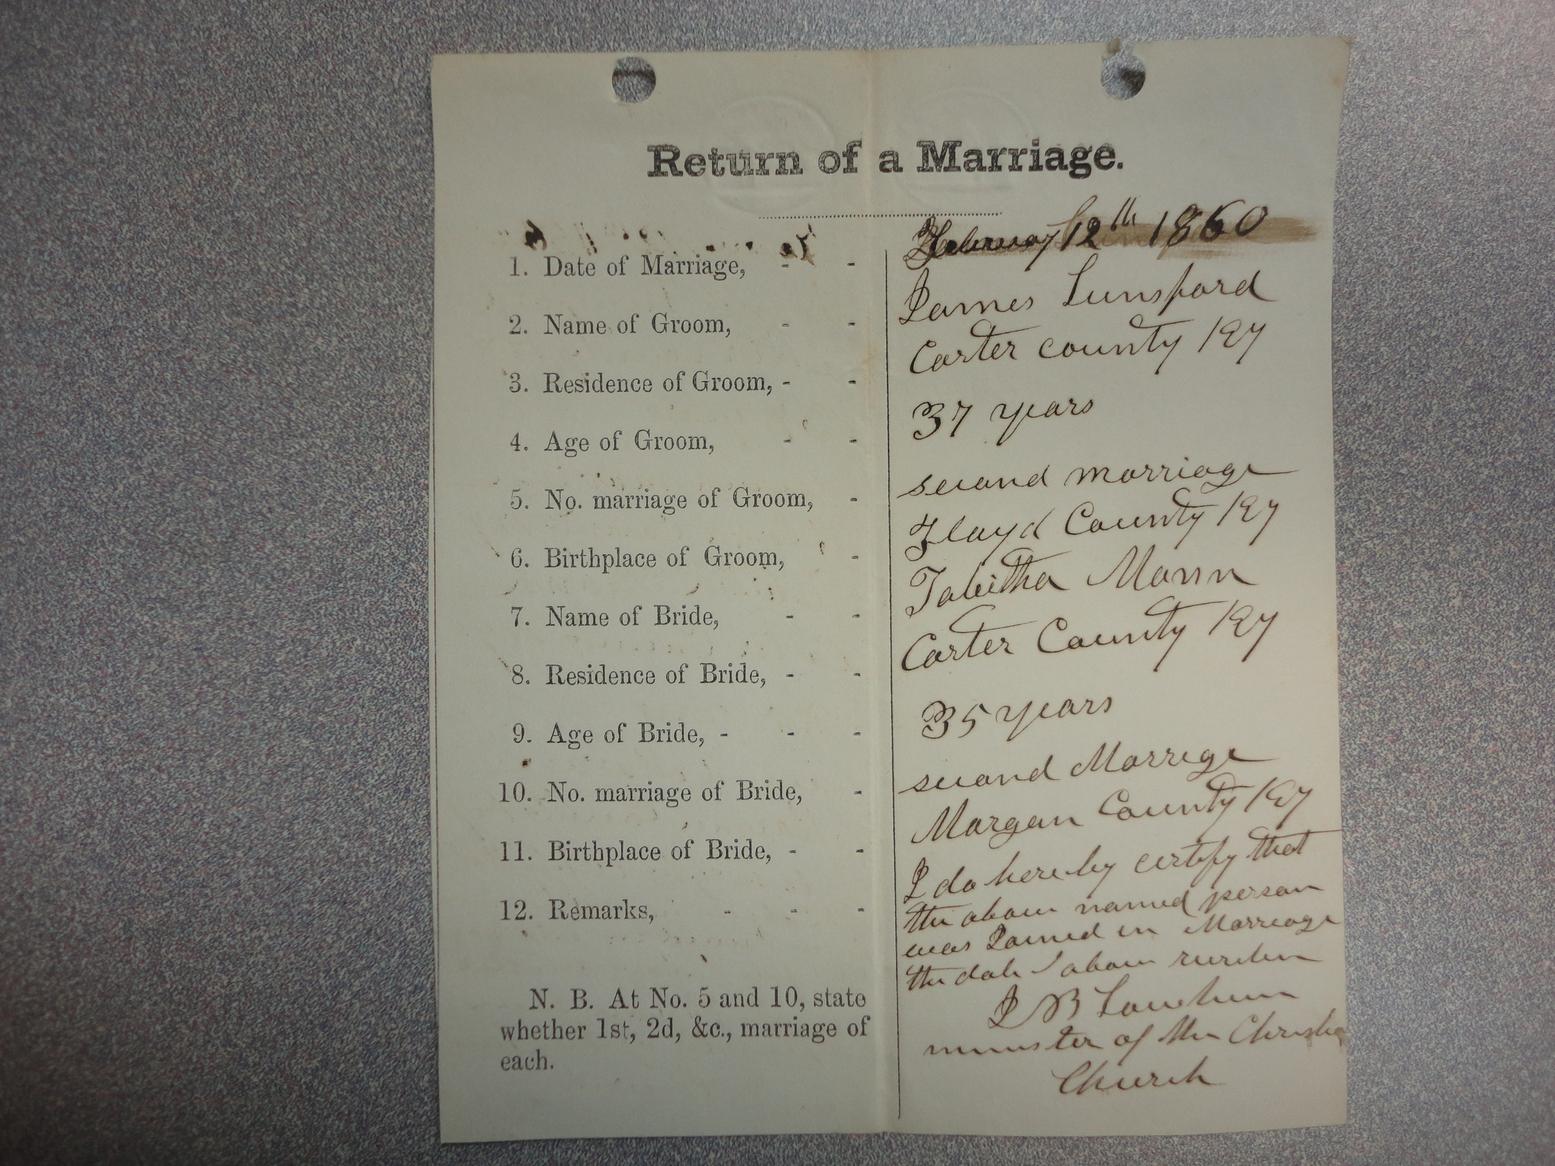 Return of a Marriage.
1. Date of Marriage, - - February 12th 1860
2. Name of Groom, - - James Lunsford
3. Residence of Groom, - - Carter county Ky
4. Age of Groom, - - 37 years
5. No. marriage of Groom, - second marriage
6. Birthplace of Groom, - Floyd County Ky
7. Name of Bride, - - Tabitha Mann
8. Residence of Bride, - - Carter County Ky
9. Age of Bride, - - - 35 years
10. No. marriage of Bride, - second Marrege
11. Birthplace of Bride, - - Morgan County Ky
12. Remarks, - - - I do hereby certify that
the above named person
was Joined in Marreage
the date above
J B
minister of the
Church
N. B. At No. 5 and 10, state
whether 1st, 2d, &c., marriage of
each.